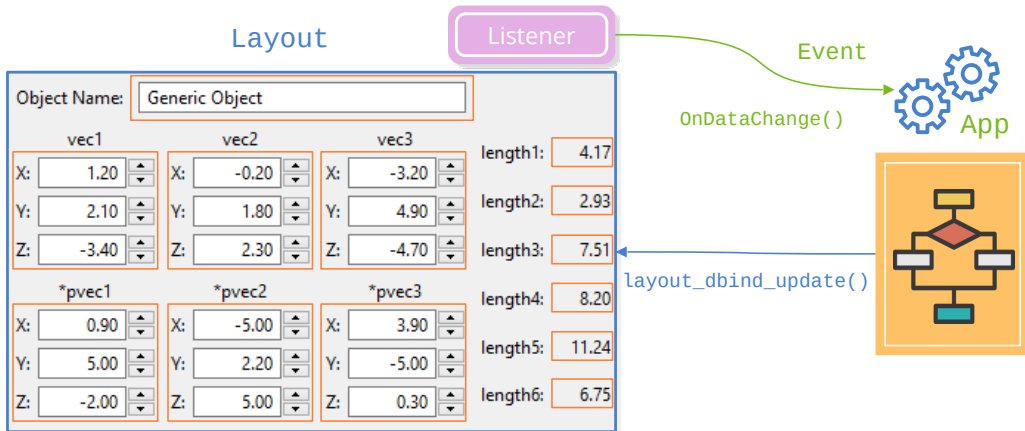 Layout
Listener
Event
OnDataChange()
App
Object Name: Generic Object
vec1 vec2 vec3
X: 1.20 X: -0.20 X: -3.20
Y: 2.10 Y: 1.80 Y: 4.90
Z: -3.40 Z: 2.30 Z: -4.70
*pvec1 *pvec2 *pvec3
X: 0.90 X: -5.00 X: 3.90
Y: 5.00 Y: 2.20 Y: -5.00
Z: -2.00 Z: 5.00 Z: 0.30
length1: 4.17
length2: 2.93
length3: 7.51
length4: 8.20
length5: 11.24
length6: 6.75
layout_dbind_update()